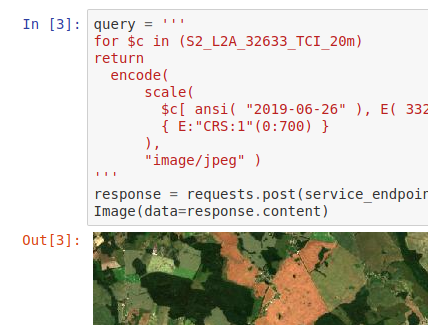 In [3]: query = '''
for $c in (S2_L2A_32633_TCI_20m)
return
encode(
scale(
$c[ ansi( "2019-06-26" ), E( 332
{ E:"CRS:1"(0:700) }
),
"image/jpeg" )
'''
response = requests.post(service_endpoin
Image(data=response.content)
Out[3]: